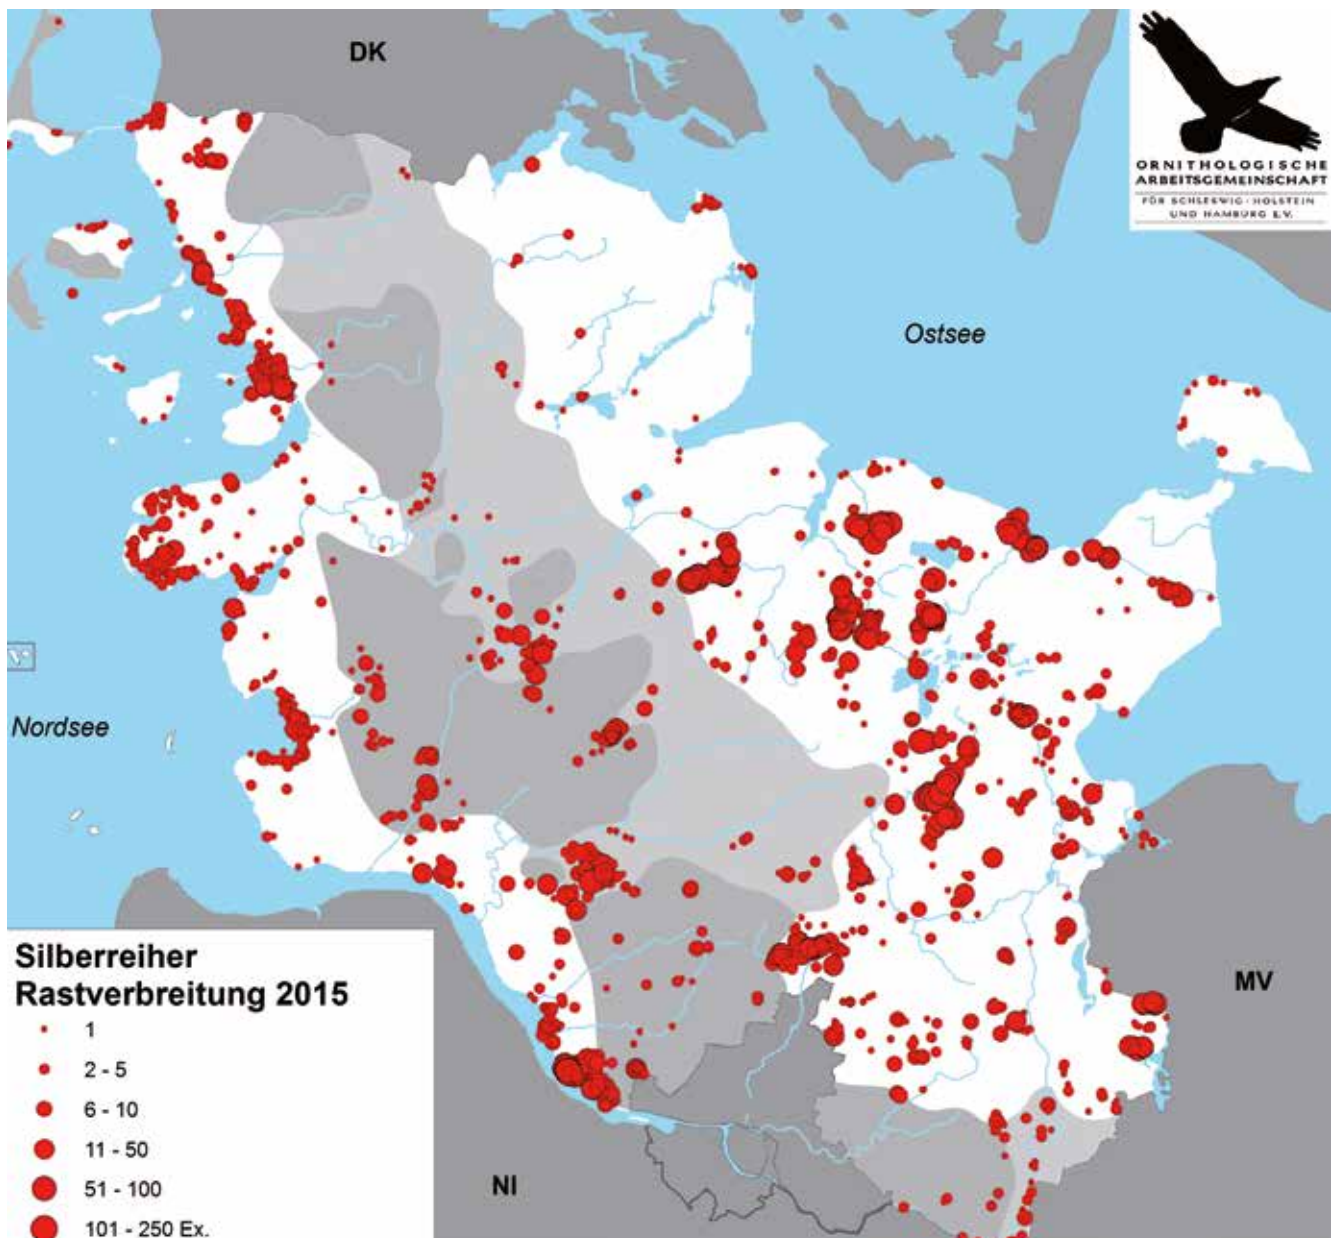 DK
ORNITHOLOGISCHE
ARBEITSGEMEINSCHAFT
FÜR SCHLESWIG-HOLSTEIN
UND HAMBURG E.V.
Ostsee
Nordsee
Silberreiher
Rastverbreitung 2015
1
2 - 5
6 - 10
11 - 50
51 - 100
101 - 250 Ex.
MV
NI